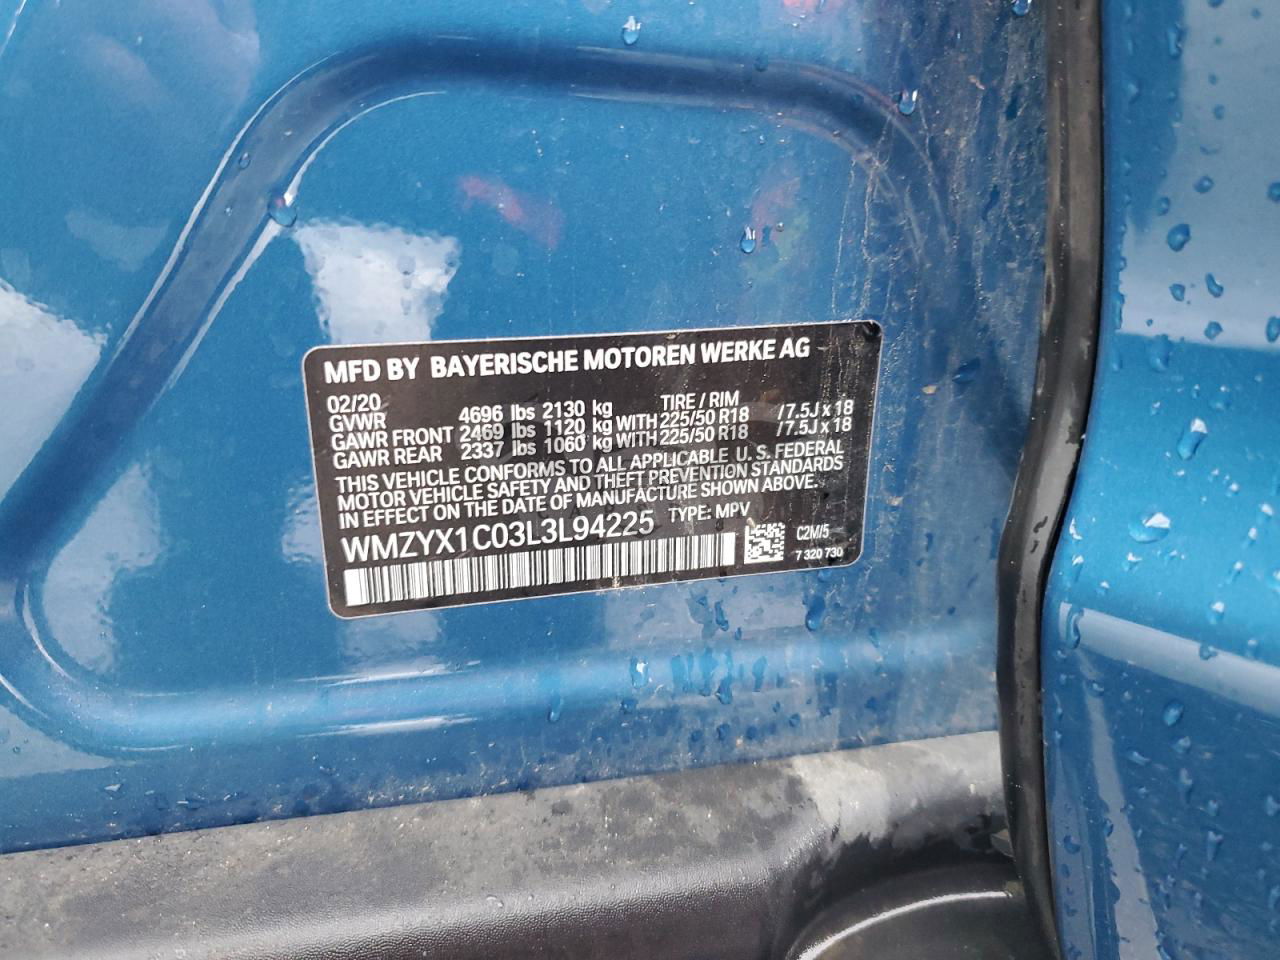 MFD BY BAYERISCHE MOTOREN WERKE AG
02/20
GVWR 4696 lbs 2130 kg TIRE / RIM
GAWR FRONT 2469 lbs 1120 kg WITH 225/50 R18 /7.5J x 18
GAWR REAR 2337 lbs 1060 kg WITH 225/50 R18 /7.5J x 18
THIS VEHICLE CONFORMS TO ALL APPLICABLE U. S. FEDERAL
MOTOR VEHICLE SAFETY AND THEFT PREVENTION STANDARDS
IN EFFECT ON THE DATE OF MANUFACTURE SHOWN ABOVE.
WMZYX1C03L3L94225 TYPE: MPV
C2M/5
7 320 730